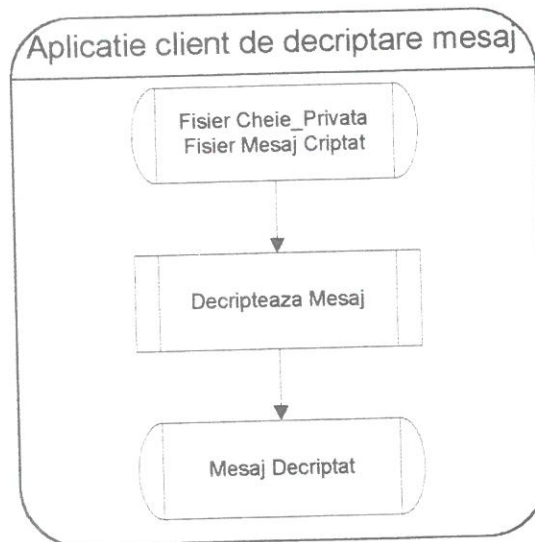 Aplicatie client de decriptare mesaj
Fisier Cheie_Privata
Fisier Mesaj Criptat
Decripteaza Mesaj
Mesaj Decriptat